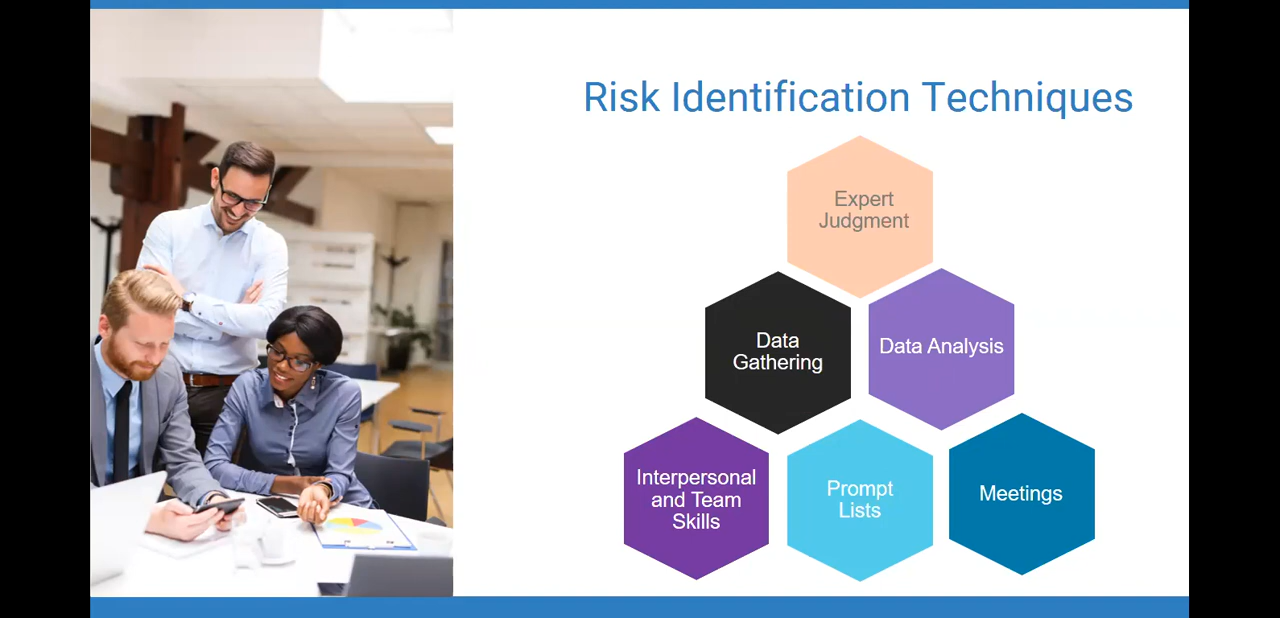 Risk Identification Techniques
Expert
Judgment
Data
Gathering
Data Analysis
Interpersonal
and Team
Skills
Prompt
Lists
Meetings